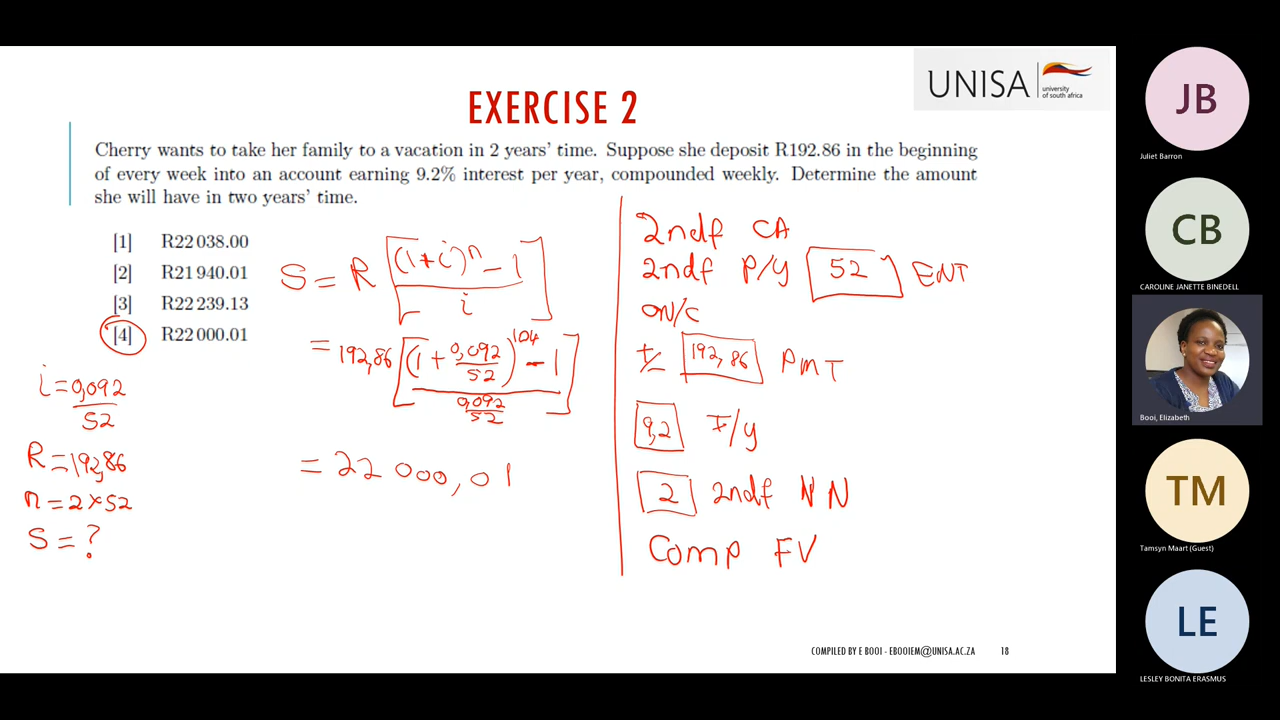 UNISA
university
of south africa
EXERCISE 2
Cherry wants to take her family to a vacation in 2 years' time. Suppose she deposit R192.86 in the beginning
of every week into an account earning 9.2% interest per year, compounded weekly. Determine the amount
she will have in two years' time.
[1] R22 038.00
[2] R21 940.01
[3] R22 239.13
[4] R22 000.01
i = 0,092/52
R = 192,86
n = 2 × 52
S = ?
S = R [((1+i)^n - 1)/i]
= 192,86 [((1 + 0,092/52)^104 - 1)/(0,092/52)]
= 22 000,01
2ndf CA
2ndf P/Y 52 ENT
ON/C
+/- 192,86 PMT
9,2 I/Y
2 2ndf N N
Comp FV
COMPILED BY E BOOI - EBOOIEM@UNISA.AC.ZA 18
JB
Juliet Barron
CB
CAROLINE JANETTE BINEDELL
Booi, Elizabeth
TM
Tamsyn Maart (Guest)
LE
LESLEY BONITA ERASMUS